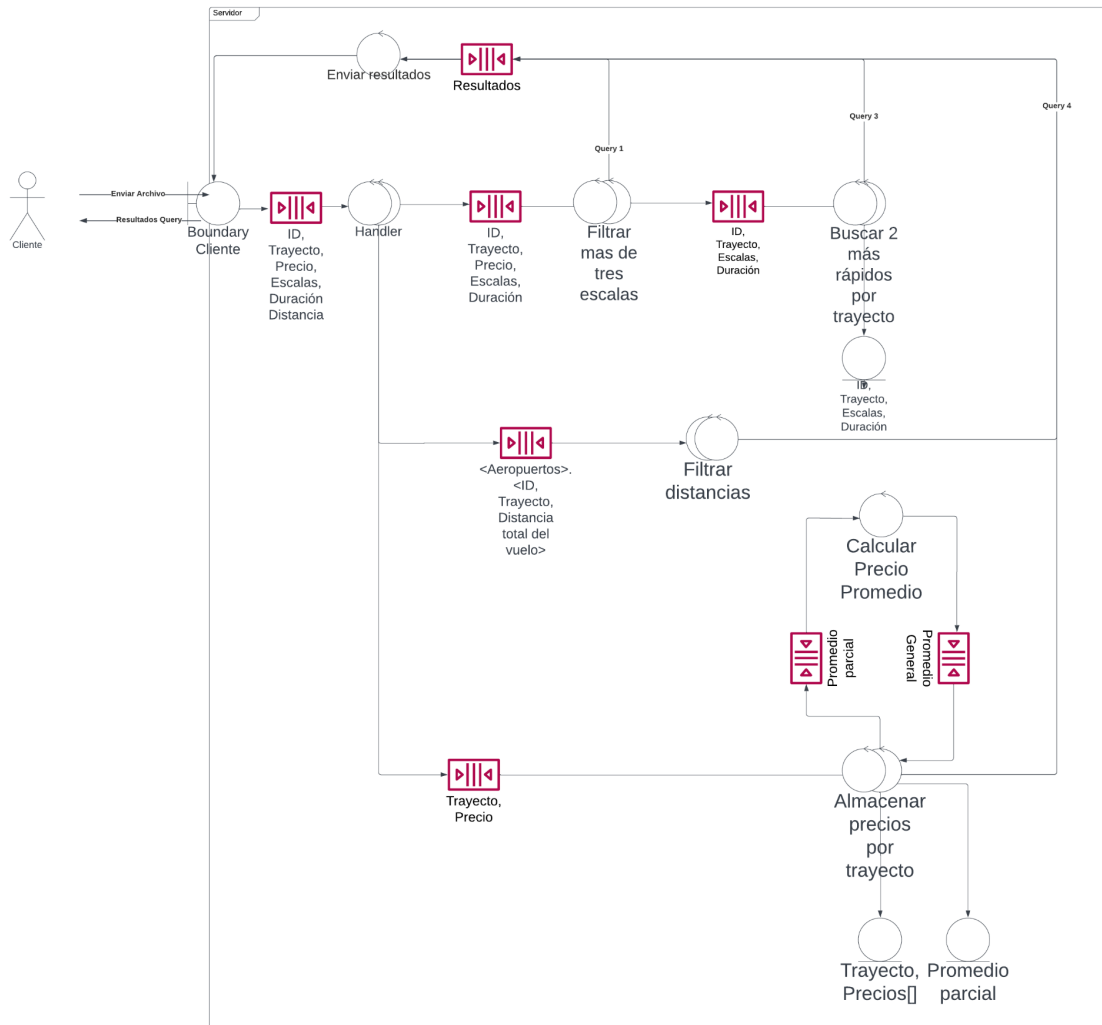 Servidor
Enviar resultados
Resultados
Query 1
Query 3
Query 4
Cliente
Enviar Archivo
Resultados Query
Boundary
Cliente
ID,
Trayecto,
Precio,
Escalas,
Duración
Distancia
Handler
ID,
Trayecto,
Precio,
Escalas,
Duración
Filtrar
mas de
tres
escalas
ID,
Trayecto,
Escalas,
Duración
Buscar 2
más
rápidos
por
trayecto
ID,
Trayecto,
Escalas,
Duración
<Aeropuertos>.
<ID,
Trayecto,
Distancia
total del
vuelo>
Filtrar
distancias
Calcular
Precio
Promedio
Promedio
parcial
Promedio
General
Trayecto,
Precio
Almacenar
precios
por
trayecto
Trayecto,
Precios[]
Promedio
parcial